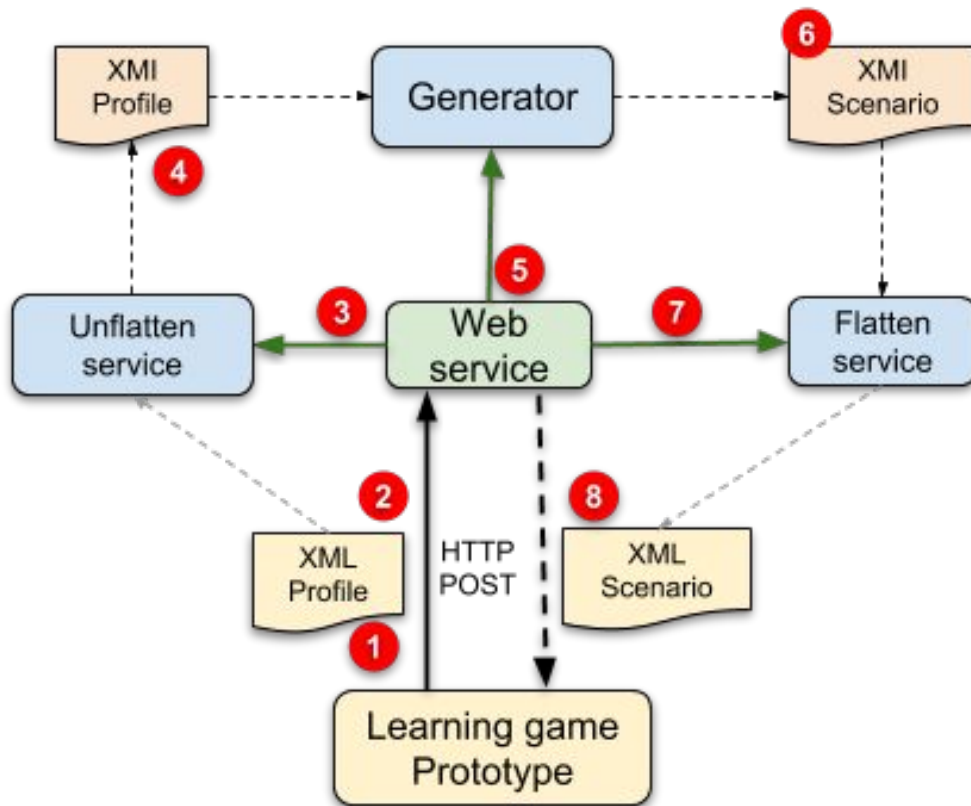 6
XMI
Profile
Generator
XMI
Scenario
4
5
3
7
Unflatten
service
Web
service
Flatten
service
2
8
HTTP
POST
XML
Profile
XML
Scenario
1
Learning game
Prototype